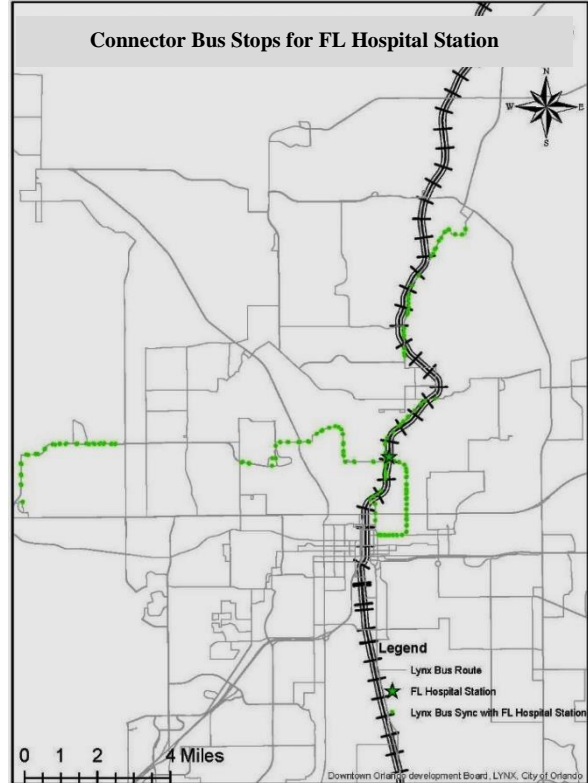 Connector Bus Stops for FL Hospital Station
N
W E
S
Legend
Lynx Bus Route
FL Hospital Station
Lynx Bus Sync with FL Hospital Station
0 1 2 4 Miles
Downtown Orlando development Board, LYNX, City of Orlando